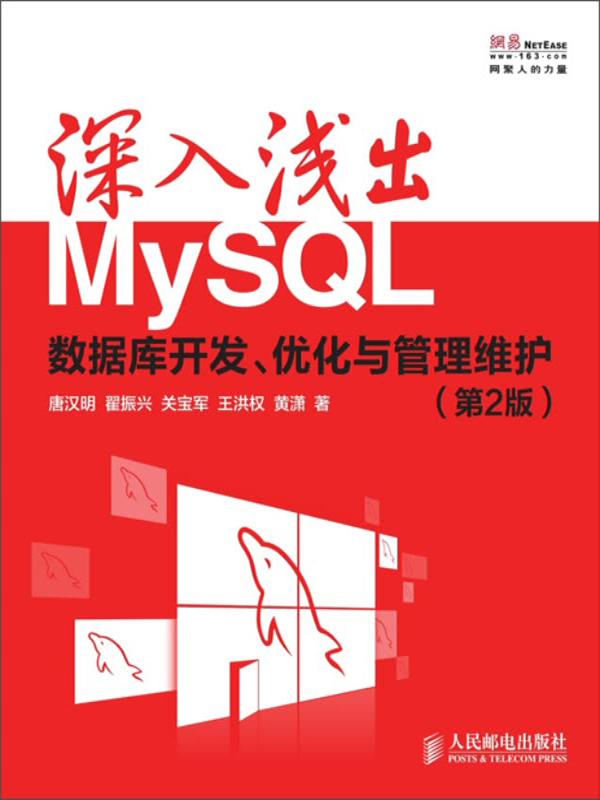 網易 NETEASE
www.163.com
网聚人的力量
深入浅出
MySQL
数据库开发、优化与管理维护
唐汉明 翟振兴 关宝军 王洪权 黄潇 著
（第2版）
人民邮电出版社
POSTS & TELECOM PRESS